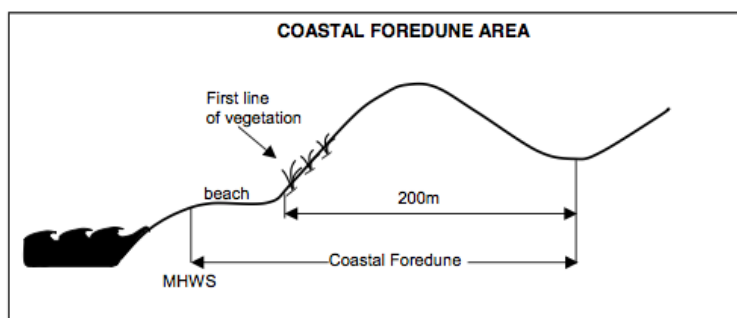 COASTAL FOREDUNE AREA
First line
of vegetation
beach
200m
Coastal Foredune
MHWS